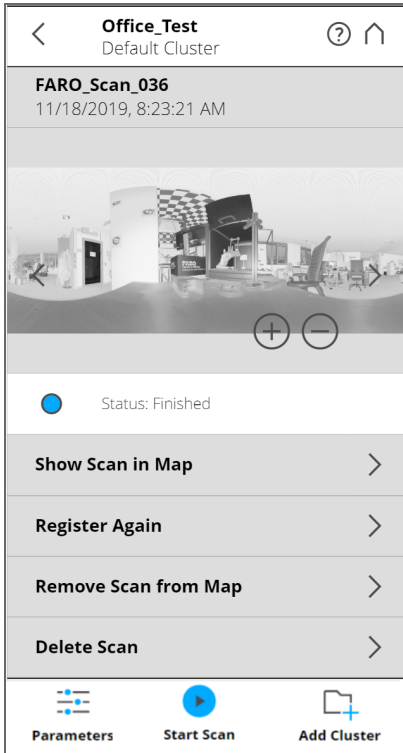 Office_Test
Default Cluster
FARO_Scan_036
11/18/2019, 8:23:21 AM
FARO
Status: Finished
Show Scan in Map
Register Again
Remove Scan from Map
Delete Scan
Parameters
Start Scan
Add Cluster